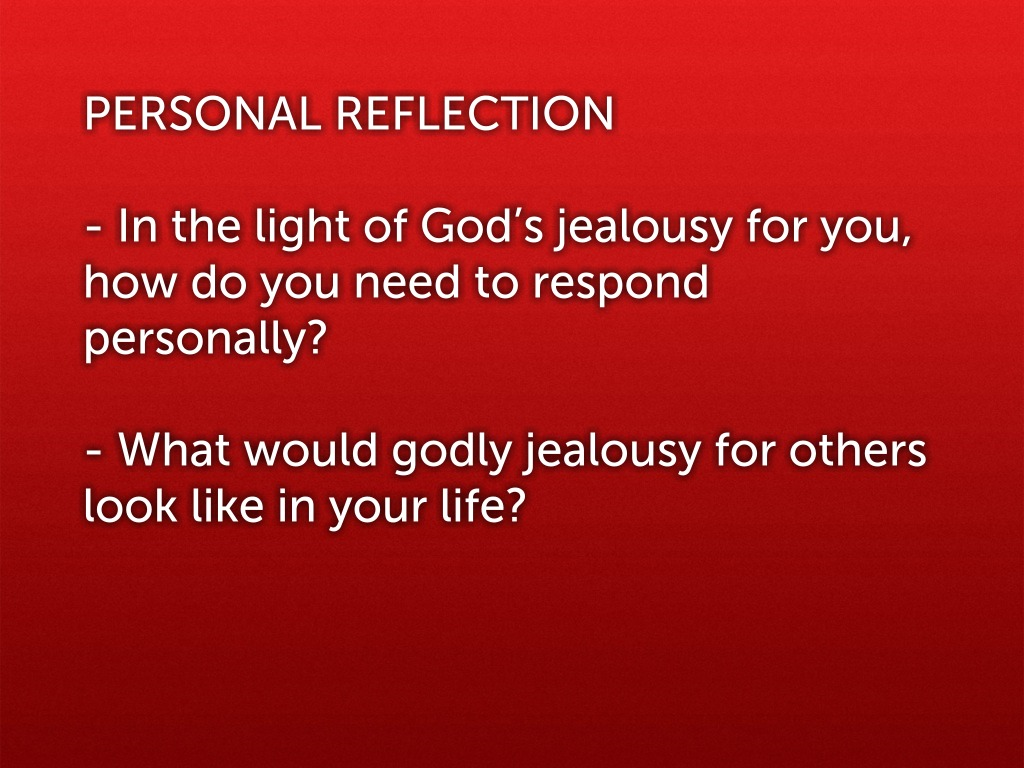 PERSONAL REFLECTION
- In the light of God’s jealousy for you,
how do you need to respond
personally?
- What would godly jealousy for others
look like in your life?